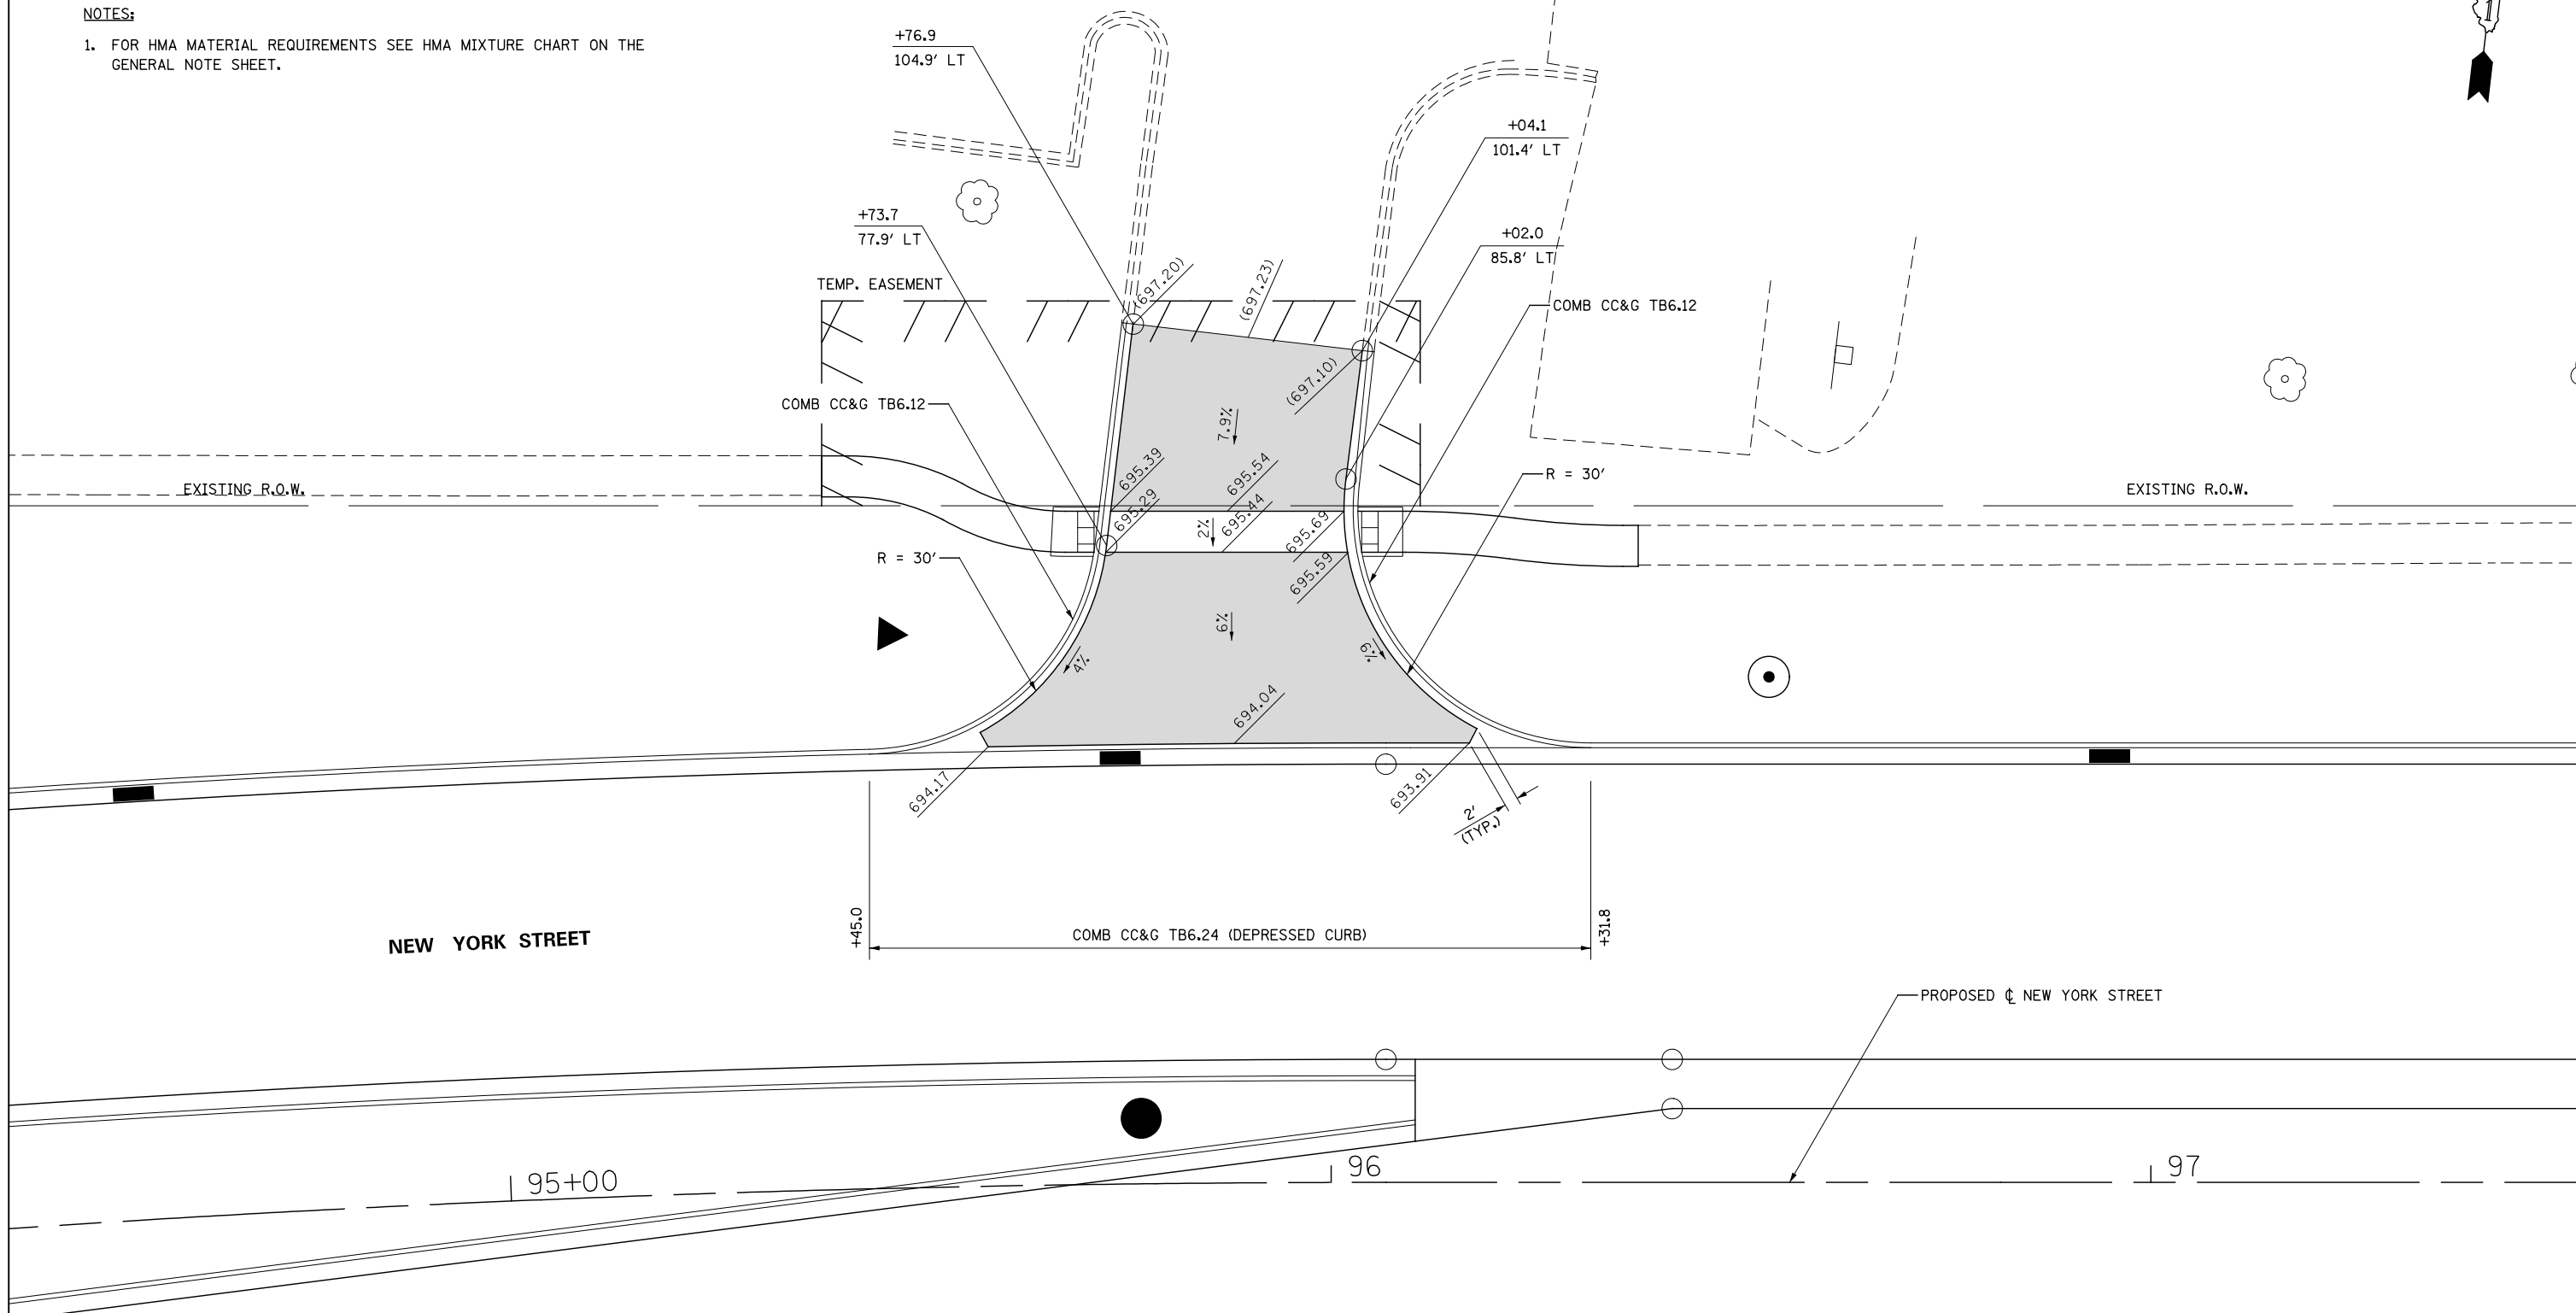 NOTES:
1. FOR HMA MATERIAL REQUIREMENTS SEE HMA MIXTURE CHART ON THE
GENERAL NOTE SHEET.
+76.9
104.9' LT
+04.1
101.4' LT
+73.7
77.9' LT
+02.0
85.8' LT
TEMP. EASEMENT
(697.20)
(697.23)
COMB CC&G TB6.12
(697.10)
COMB CC&G TB6.12
7.9%
695.39
695.54
R = 30'
EXISTING R.O.W.
EXISTING R.O.W.
695.29
695.44
2%
695.69
R = 30'
695.59
6%
4%
6%
694.04
694.17
693.91
2'
(TYP.)
+45.0
COMB CC&G TB6.24 (DEPRESSED CURB)
+31.8
NEW YORK STREET
PROPOSED ℄ NEW YORK STREET
95+00
96
97